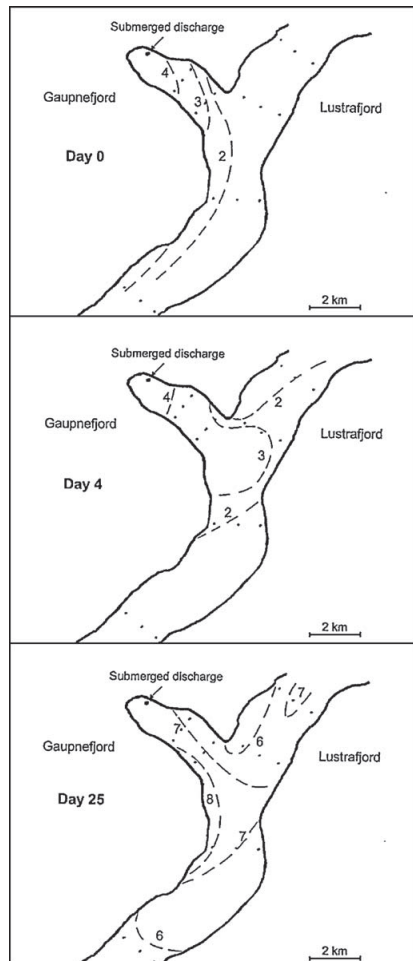 Submerged discharge
4
Gaupnefjord
3
Lustrafjord
Day 0
2
2 km
Submerged discharge
4
2
Gaupnefjord
Lustrafjord
3
Day 4
2
2 km
Submerged discharge
7
7
6
Gaupnefjord
Lustrafjord
8
Day 25
7
6
2 km